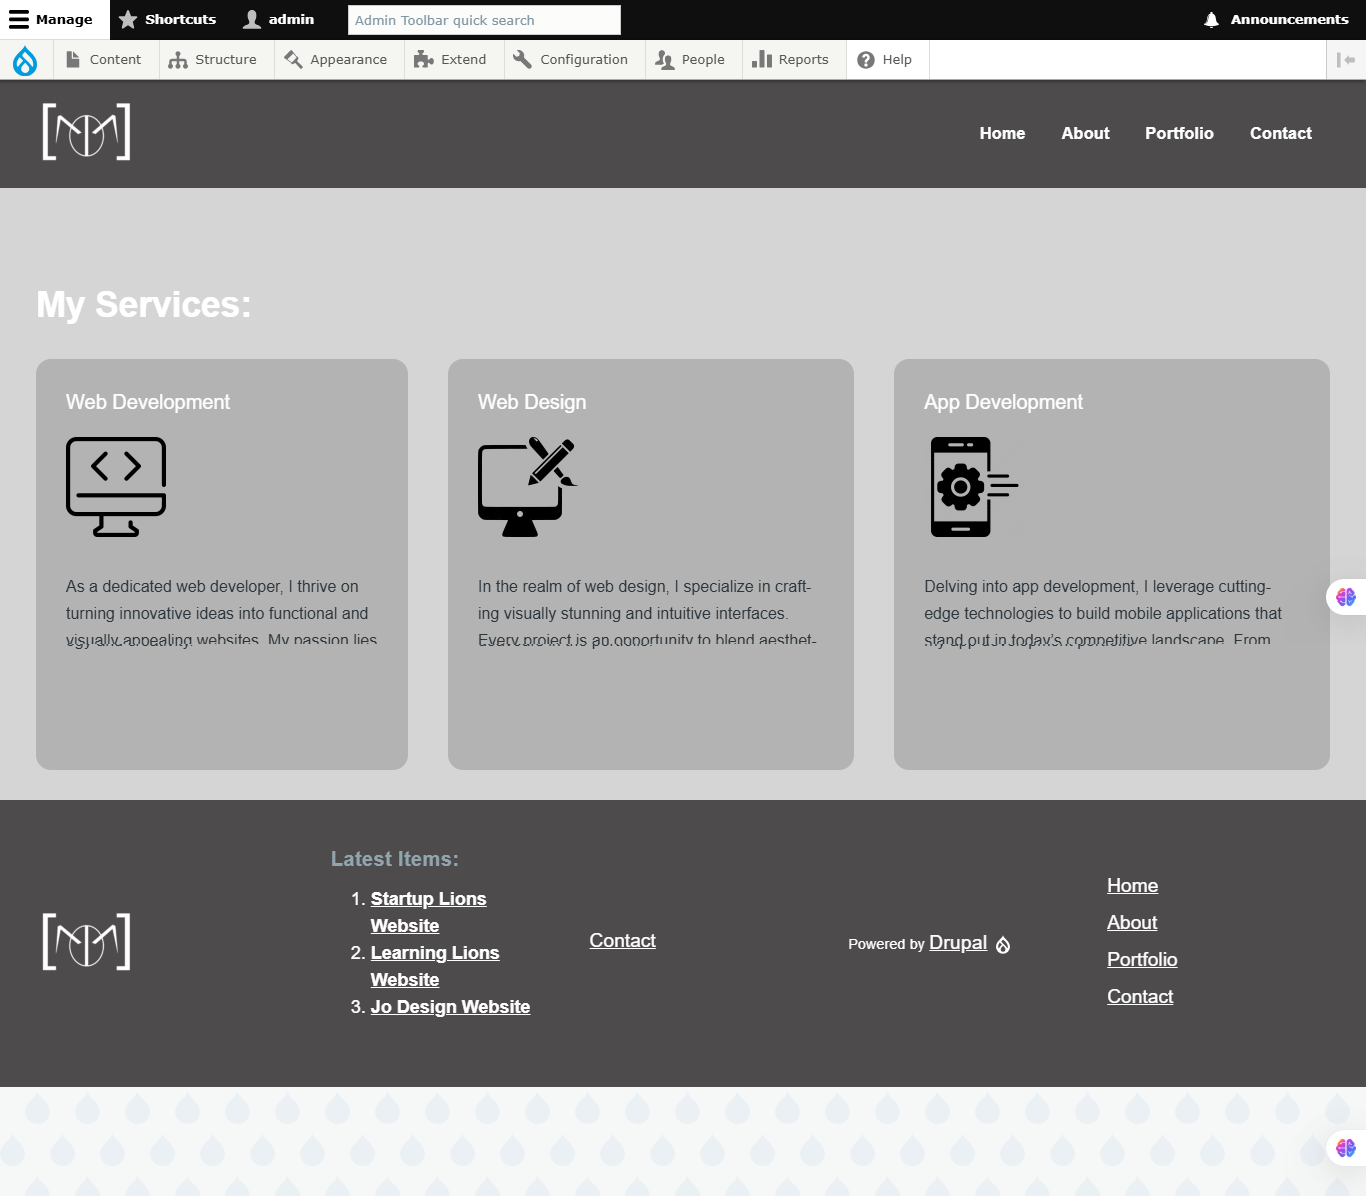 Manage Shortcuts admin Admin Toolbar quick search Announcements
Content Structure Appearance Extend Configuration People Reports Help
Home About Portfolio Contact
My Services:
Web Development
As a dedicated web developer, I thrive on
turning innovative ideas into functional and
visually appealing websites. My passion lies
Web Design
In the realm of web design, I specialize in craft-
ing visually stunning and intuitive interfaces.
Every project is an opportunity to blend aesthet-
App Development
Delving into app development, I leverage cutting-
edge technologies to build mobile applications that
stand out in today's competitive landscape. From
Latest Items:
1. Startup Lions
Website
2. Learning Lions
Website
3. Jo Design Website
Contact
Powered by Drupal
Home
About
Portfolio
Contact